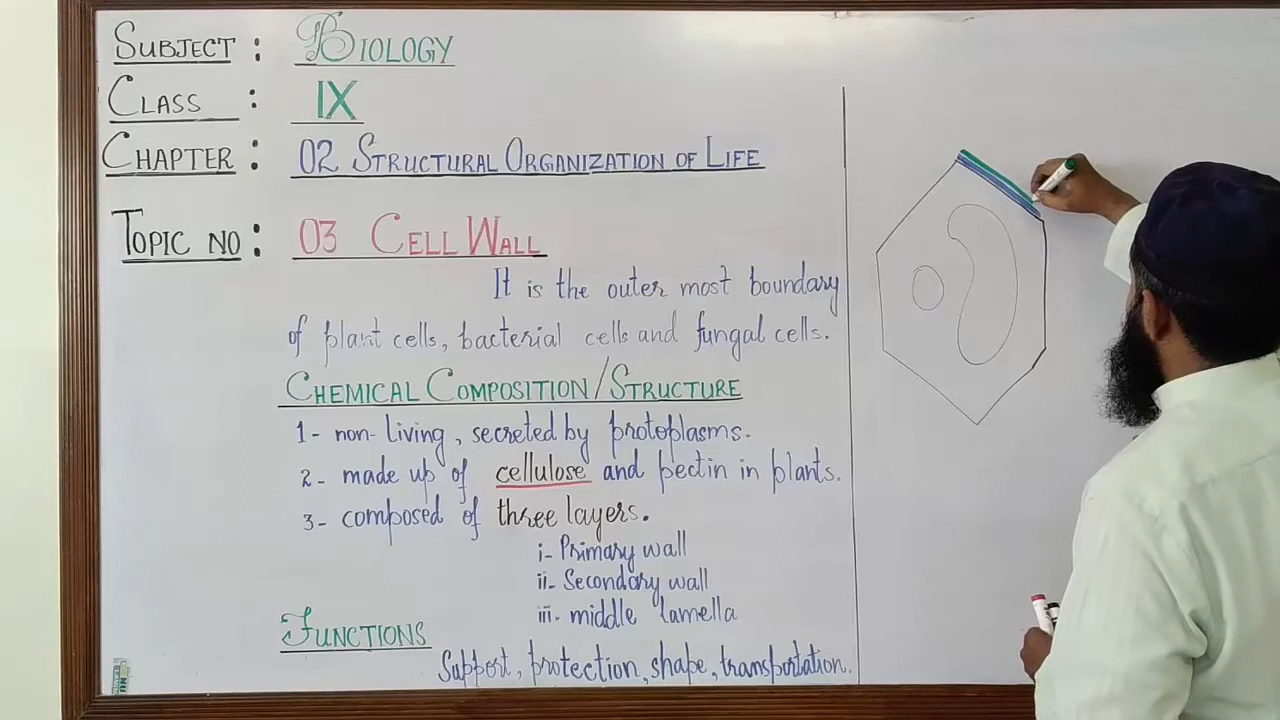 SUBJECT : BIOLOGY
CLASS : IX
CHAPTER : 02 STRUCTURAL ORGANIZATION OF LIFE
TOPIC NO : 03 CELL WALL
It is the outer most boundary
of plant cells, bacterial cells and fungal cells.
CHEMICAL COMPOSITION/STRUCTURE
1- non-living, secreted by protoplasms.
2- made up of cellulose and pectin in plants.
3- composed of three layers.
i- Primary wall
ii- Secondary wall
iii- middle lamella
FUNCTIONS
Support, protection, shape, transportation.